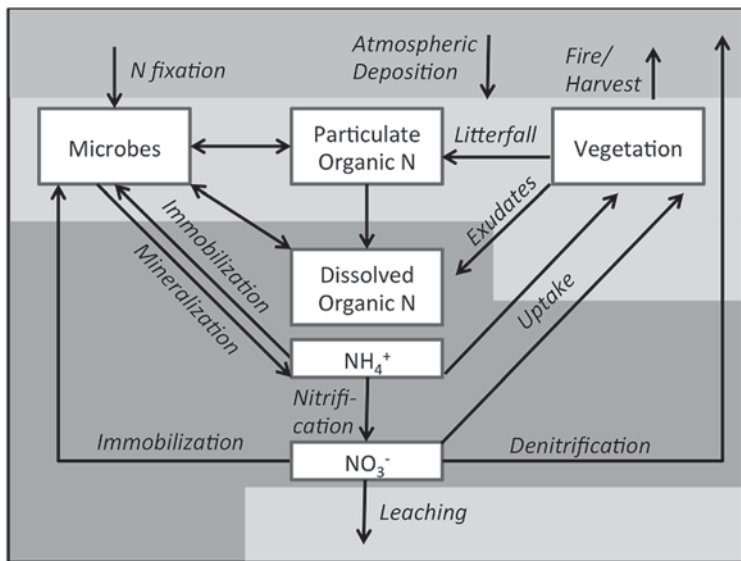 N fixation
Atmospheric
Deposition
Fire/
Harvest
Microbes
Particulate
Organic N
Litterfall
Vegetation
Immobilization
Mineralization
Exudates
Dissolved
Organic N
Uptake
NH₄⁺
Nitrifi-
cation
Immobilization
NO₃⁻
Denitrification
Leaching